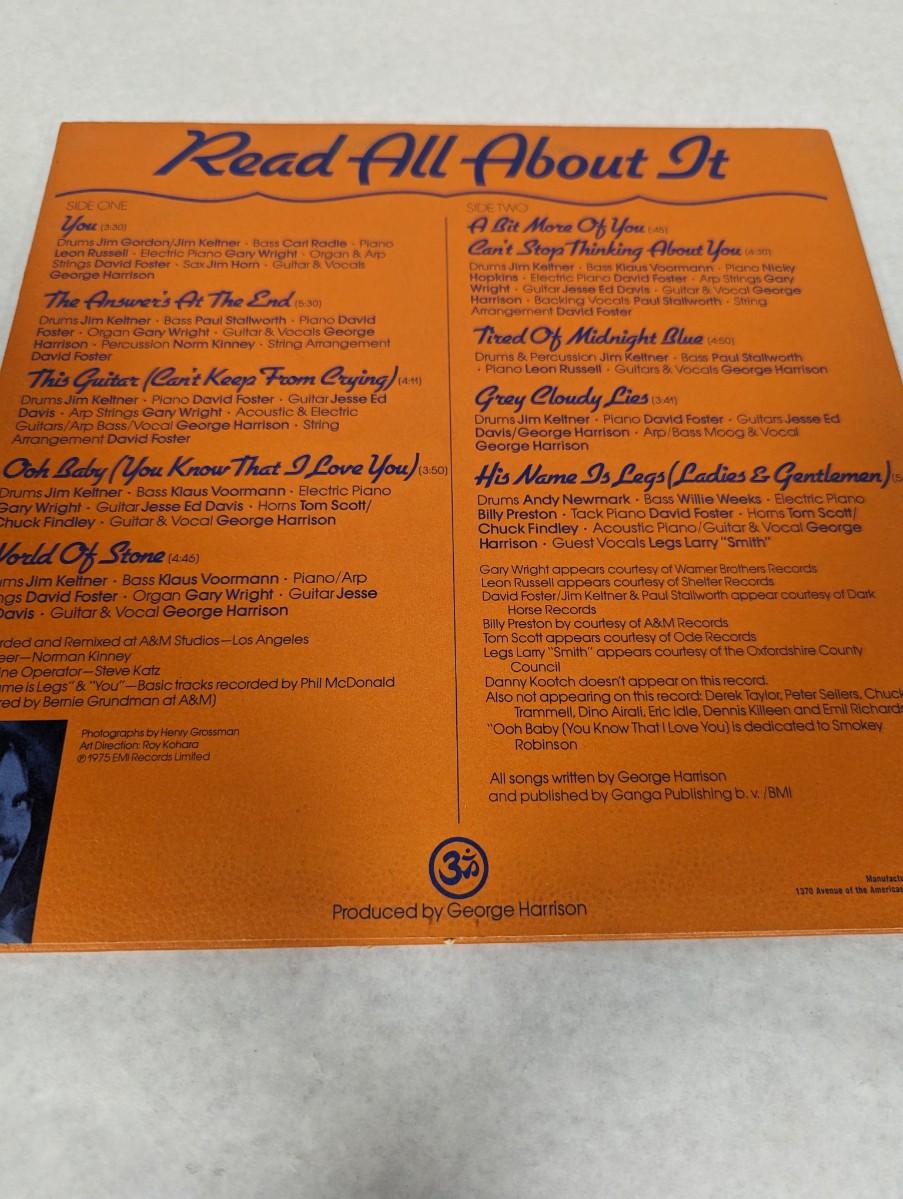 Read All About It
SIDE ONE
You (3:30)
Drums Jim Gordon/Jim Keltner · Bass Carl Radle · Piano
Leon Russell · Electric Piano Gary Wright · Organ & Arp
Strings David Foster · Sax Jim Horn · Guitar & Vocals
George Harrison
The Answer's At The End (5:30)
Drums Jim Keltner · Bass Paul Stallworth · Piano David
Foster · Organ Gary Wright · Guitar & Vocals George
Harrison · Percussion Norm Kinney · String Arrangement
David Foster
This Guitar (Can't Keep From Crying) (4:11)
Drums Jim Keltner · Piano David Foster · Guitar Jesse Ed
Davis · Arp Strings Gary Wright · Acoustic & Electric
Guitars/Arp Bass/Vocal George Harrison · String
Arrangement David Foster
Ooh Baby (You Know That I Love You) (3:50)
Drums Jim Keltner · Bass Klaus Voormann · Electric Piano
Gary Wright · Guitar Jesse Ed Davis · Horns Tom Scott/
Chuck Findley · Guitar & Vocal George Harrison
World Of Stone (4:46)
ums Jim Keltner · Bass Klaus Voormann · Piano/Arp
ngs David Foster · Organ Gary Wright · Guitar Jesse
Davis · Guitar & Vocal George Harrison
rded and Remixed at A&M Studios—Los Angeles
eer—Norman Kinney
ine Operator—Steve Katz
me is Legs" & "You"—Basic tracks recorded by Phil McDonald
red by Bernie Grundman at A&M)
Photographs by Henry Grossman
Art Direction: Roy Kohara
℗ 1975 EMI Records Limited
SIDE TWO
A Bit More Of You (:45)
Can't Stop Thinking About You (4:30)
Drums Jim Keltner · Bass Klaus Voormann · Piano Nicky
Hopkins · Electric Piano David Foster · Arp Strings Gary
Wright · Guitar Jesse Ed Davis · Guitar & Vocal George
Harrison · Backing Vocals Paul Stallworth · String
Arrangement David Foster
Tired Of Midnight Blue (4:50)
Drums & Percussion Jim Keltner · Bass Paul Stallworth
· Piano Leon Russell · Guitars & Vocals George Harrison
Grey Cloudy Lies (3:41)
Drums Jim Keltner · Piano David Foster · Guitars Jesse Ed
Davis/George Harrison · Arp/Bass Moog & Vocal
George Harrison
His Name Is Legs (Ladies & Gentlemen) (5:
Drums Andy Newmark · Bass Willie Weeks · Electric Piano
Billy Preston · Tack Piano David Foster · Horns Tom Scott/
Chuck Findley · Acoustic Piano/Guitar & Vocal George
Harrison · Guest Vocals Legs Larry "Smith"
Gary Wright appears courtesy of Warner Brothers Records
Leon Russell appears courtesy of Shelter Records
David Foster/Jim Keltner & Paul Stallworth appear courtesy of Dark
Horse Records
Billy Preston by courtesy of A&M Records
Tom Scott appears courtesy of Ode Records
Legs Larry "Smith" appears courtesy of the Oxfordshire County
Council
Danny Kootch doesn't appear on this record.
Also not appearing on this record: Derek Taylor, Peter Sellers, Chuck
Trammell, Dino Airali, Eric Idle, Dennis Killeen and Emil Richards
"Ooh Baby (You Know That I Love You) is dedicated to Smokey
Robinson
All songs written by George Harrison
and published by Ganga Publishing b. v. /BMI
ॐ
Produced by George Harrison
Manufactu
1370 Avenue of the Americas